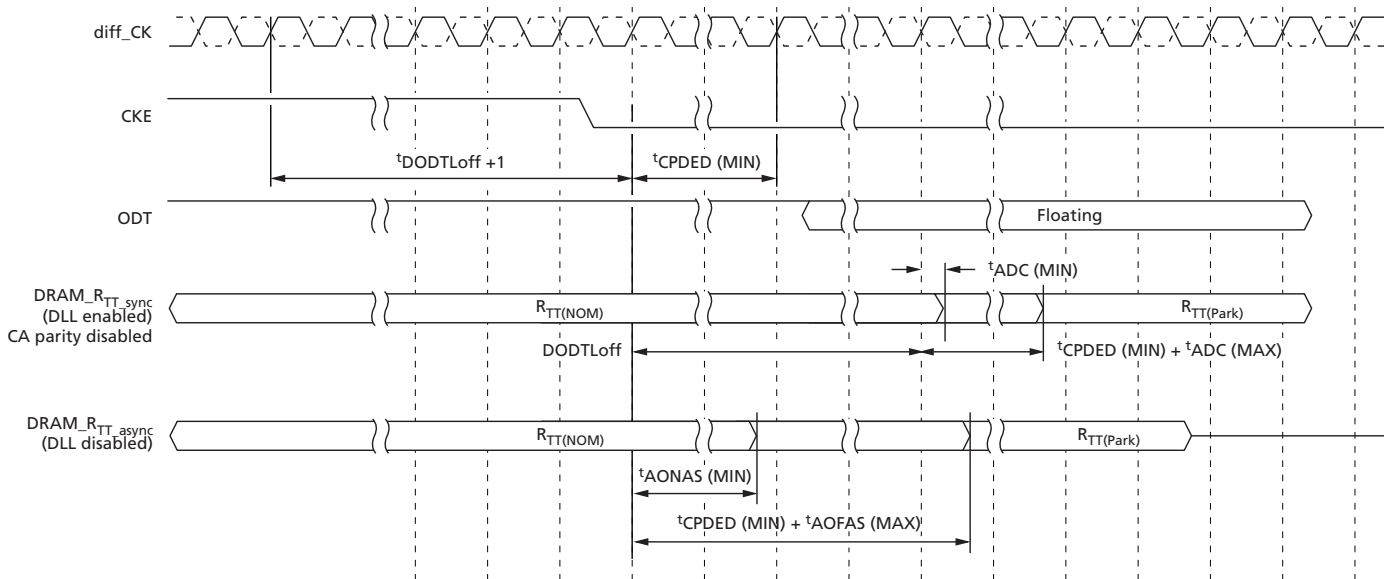 diff_CK
CKE
tDODTLoff +1
tCPDED (MIN)
ODT
Floating
tADC (MIN)
DRAM_RTT_sync
(DLL enabled)
CA parity disabled
RTT(NOM)
RTT(Park)
DODTLoff
tCPDED (MIN) + tADC (MAX)
DRAM_RTT_async
(DLL disabled)
RTT(NOM)
RTT(Park)
tAONAS (MIN)
tCPDED (MIN) + tAOFAS (MAX)